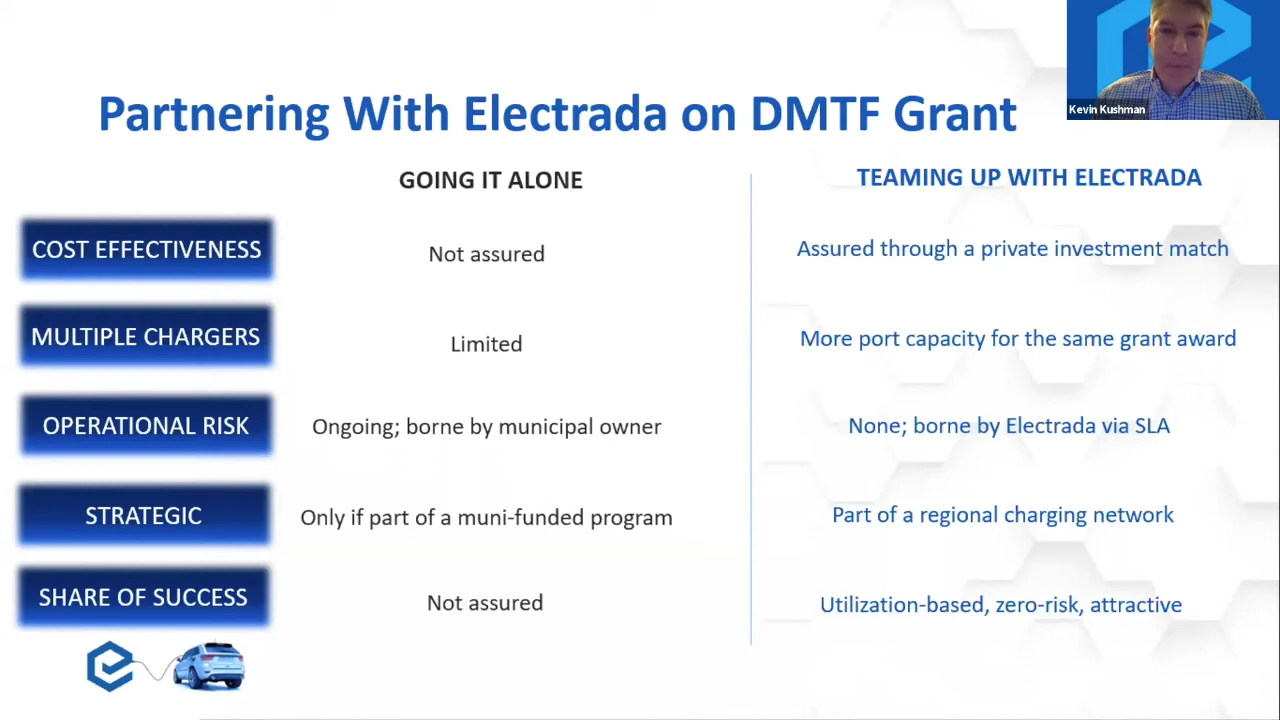 Kevin Kushman
Partnering With Electrada on DMTF Grant
GOING IT ALONE
TEAMING UP WITH ELECTRADA
COST EFFECTIVENESS
Not assured
Assured through a private investment match
MULTIPLE CHARGERS
Limited
More port capacity for the same grant award
OPERATIONAL RISK
Ongoing; borne by municipal owner
None; borne by Electrada via SLA
STRATEGIC
Only if part of a muni-funded program
Part of a regional charging network
SHARE OF SUCCESS
Not assured
Utilization-based, zero-risk, attractive